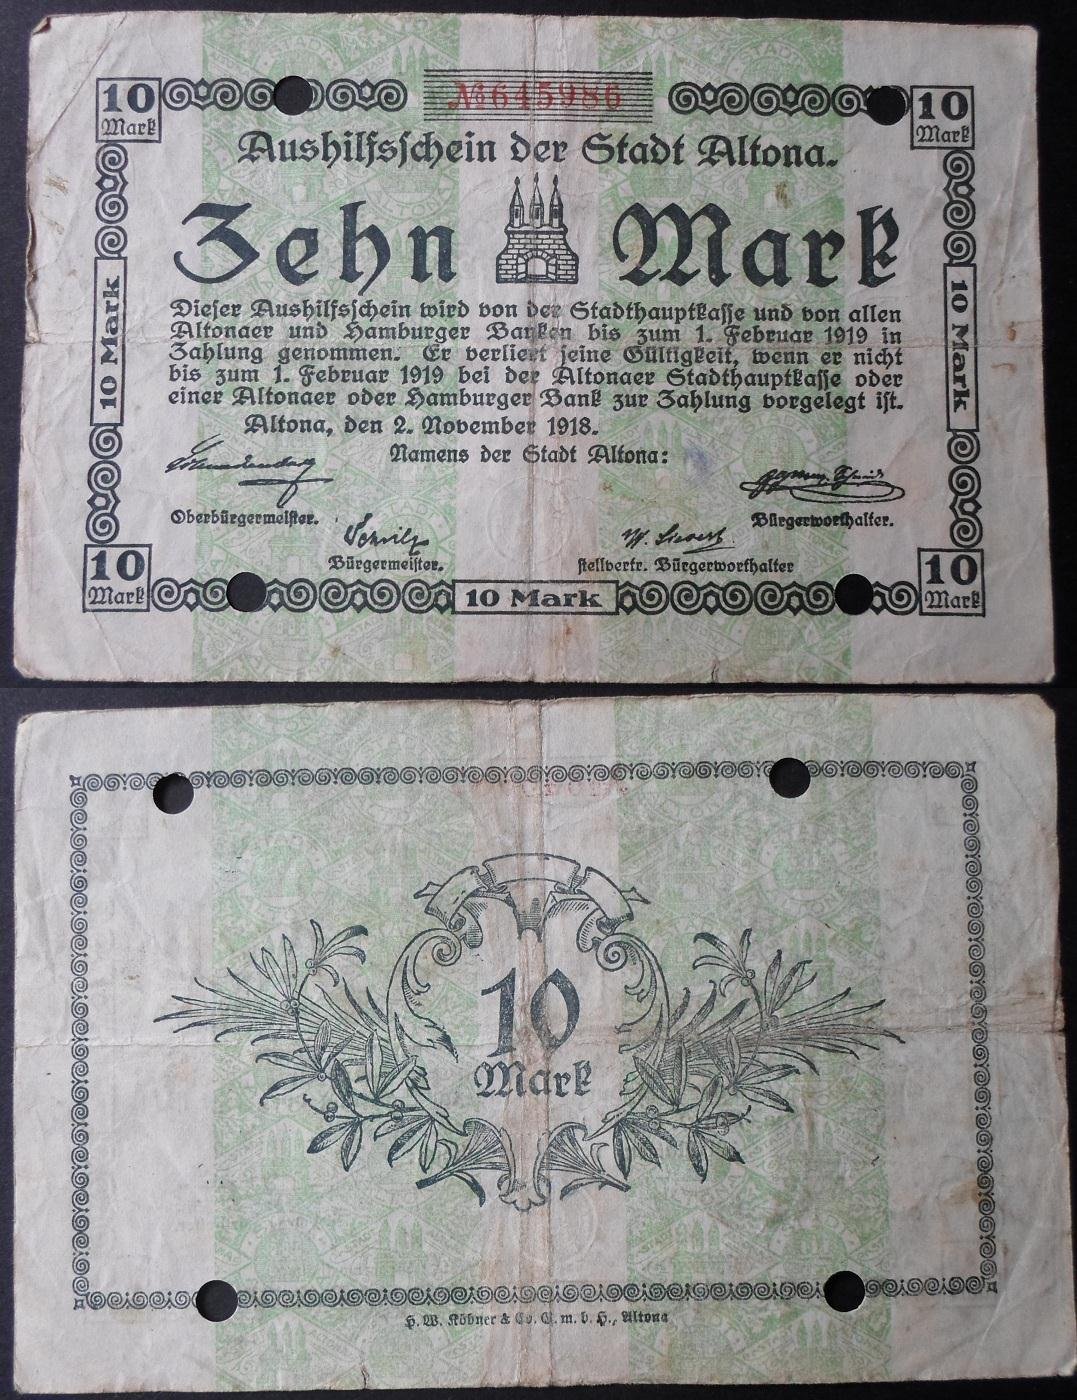 10 Mark
№ 645986
10 Mark
Aushilfsschein der Stadt Altona.
Zehn Mark
10 Mark
Dieser Aushilfsschein wird von der Stadthauptkasse und von allen
Altonaer und Hamburger Banken bis zum 1. Februar 1919 in
Zahlung genommen. Er verliert seine Gültigkeit, wenn er nicht
bis zum 1. Februar 1919 bei der Altonaer Stadthauptkasse oder
einer Altonaer oder Hamburger Bank zur Zahlung vorgelegt ist.
10 Mark
Altona, den 2. November 1918.
Namens der Stadt Altona:
Oberbürgermeister.
Bürgerworthalter.
Bürgermeister.
stellvertr. Bürgerworthalter
10 Mark
10 Mark
10 Mark
10
Mark
H. W. Köbner & Co. G. m. b. H., Altona